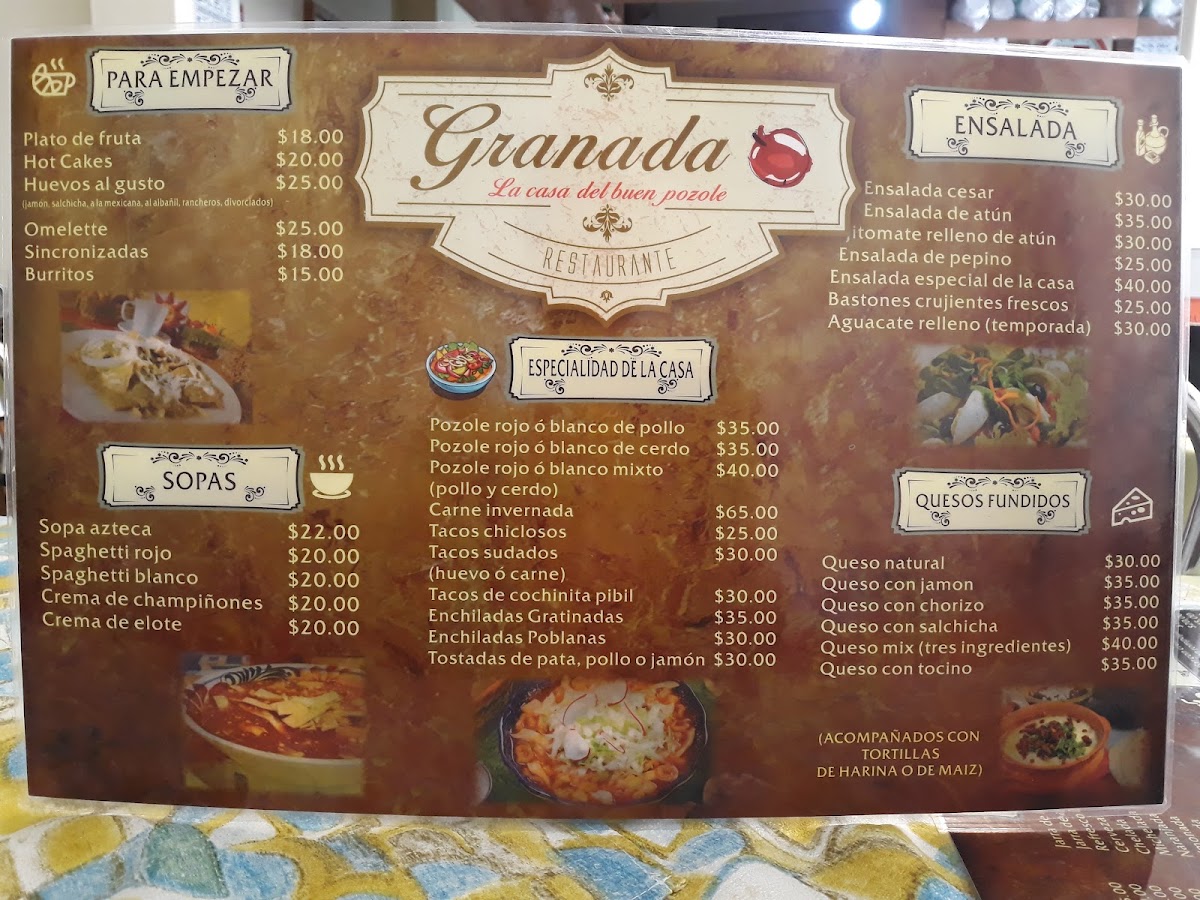 PARA EMPEZAR
Plato de fruta $18.00
Hot Cakes $20.00
Huevos al gusto $25.00
(jamón, salchicha, a la mexicana, al albañil, rancheros, divorciados)
Omelette $25.00
Sincronizadas $18.00
Burritos $15.00
SOPAS
Sopa azteca $22.00
Spaghetti rojo $20.00
Spaghetti blanco $20.00
Crema de champiñones $20.00
Crema de elote $20.00
Granada
La casa del buen pozole
RESTAURANTE
ESPECIALIDAD DE LA CASA
Pozole rojo ó blanco de pollo $35.00
Pozole rojo ó blanco de cerdo $35.00
Pozole rojo ó blanco mixto $40.00
(pollo y cerdo)
Carne invernada $65.00
Tacos chiclosos $25.00
Tacos sudados $30.00
(huevo ó carne)
Tacos de cochinita pibil $30.00
Enchiladas Gratinadas $35.00
Enchiladas Poblanas $30.00
Tostadas de pata, pollo o jamón $30.00
ENSALADA
Ensalada cesar $30.00
Ensalada de atún $35.00
Jitomate relleno de atún $30.00
Ensalada de pepino $25.00
Ensalada especial de la casa $40.00
Bastones crujientes frescos $25.00
Aguacate relleno (temporada) $30.00
QUESOS FUNDIDOS
Queso natural $30.00
Queso con jamon $35.00
Queso con chorizo $35.00
Queso con salchicha $35.00
Queso mix (tres ingredientes) $40.00
Queso con tocino $35.00
(ACOMPAÑADOS CON
TORTILLAS
DE HARINA O DE MAIZ)